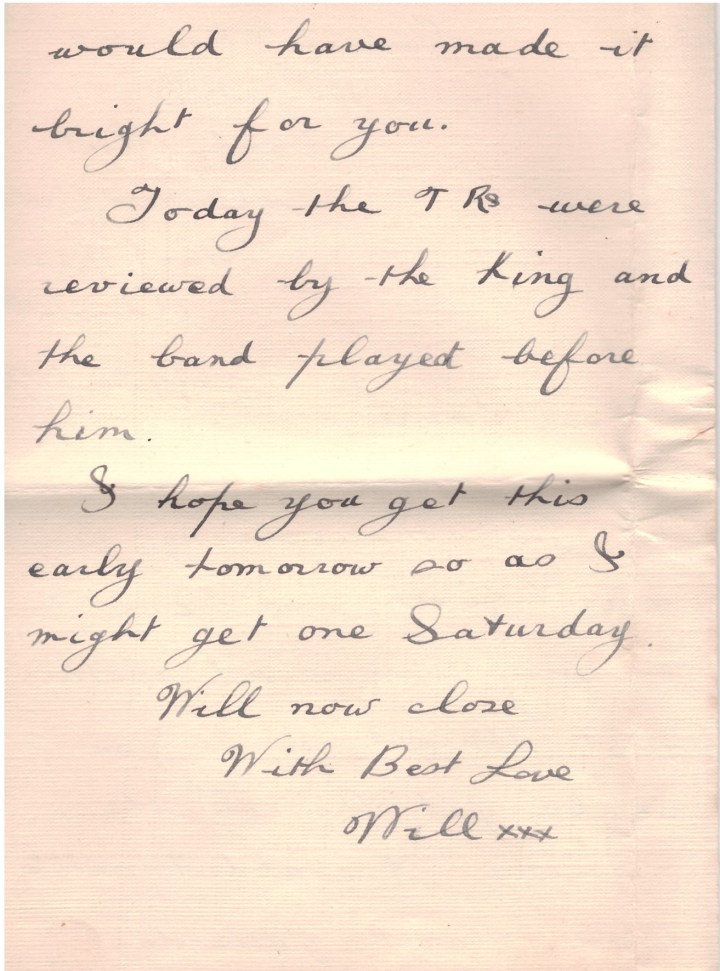 would have made it
bright for you.
Today the T Rs were
reviewed by the King and
the band played before
him.
I hope you get this
early tomorrow so as I
might get one Saturday.
Will now close
With Best Love
Will xxx